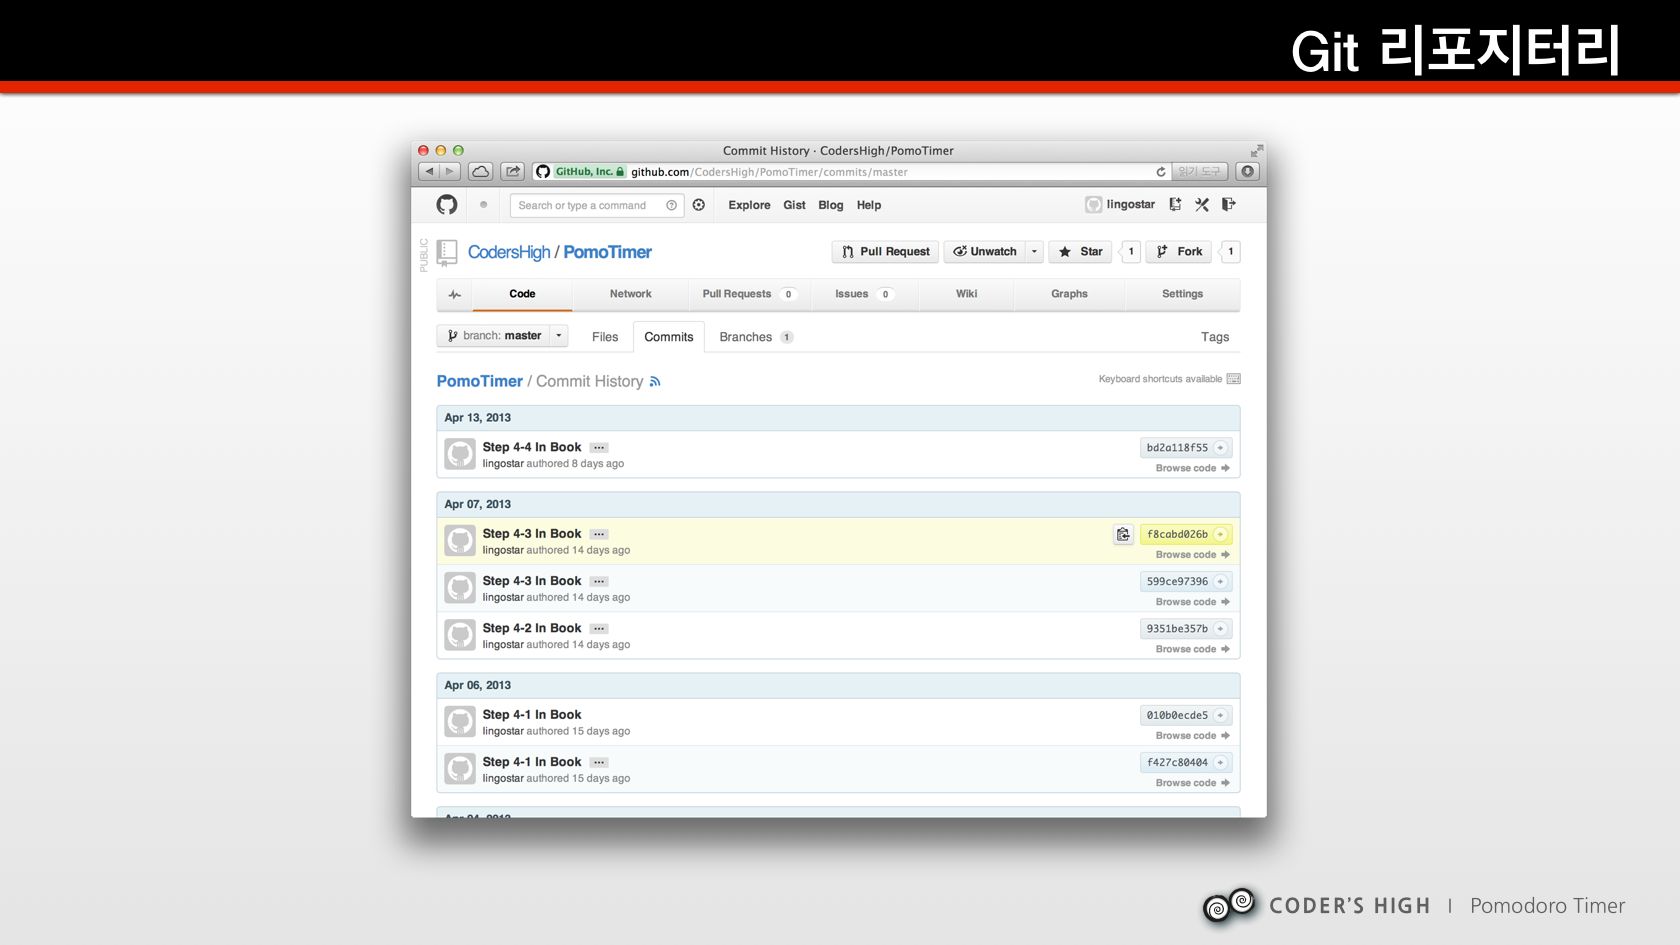 Git 리포지터리
Commit History · CodersHigh/PomoTimer
GitHub, Inc. github.com/CodersHigh/PomoTimer/commits/master 읽기 도구
Search or type a command Explore Gist Blog Help lingostar
PUBLIC
CodersHigh / PomoTimer Pull Request Unwatch Star 1 Fork 1
Code Network Pull Requests 0 Issues 0 Wiki Graphs Settings
branch: master Files Commits Branches 1 Tags
PomoTimer / Commit History Keyboard shortcuts available
Apr 13, 2013
Step 4-4 In Book ... bd2a118f55
lingostar authored 8 days ago Browse code
Apr 07, 2013
Step 4-3 In Book ... f8cabd026b
lingostar authored 14 days ago Browse code
Step 4-3 In Book ... 599ce97396
lingostar authored 14 days ago Browse code
Step 4-2 In Book ... 9351be357b
lingostar authored 14 days ago Browse code
Apr 06, 2013
Step 4-1 In Book 010b0ecde5
lingostar authored 15 days ago Browse code
Step 4-1 In Book ... f427c80404
lingostar authored 15 days ago Browse code
CODER'S HIGH | Pomodoro Timer